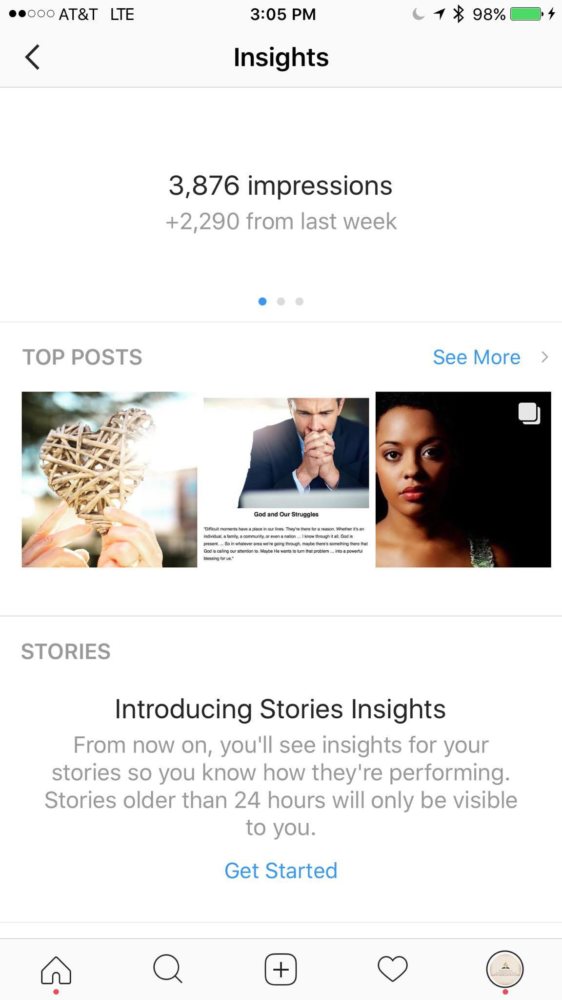 AT&T LTE 3:05 PM 98%
Insights
3,876 impressions
+2,290 from last week
TOP POSTS See More
God and Our Struggles
"Difficult moments have a place in our lives. They're there for a reason. Whether it's an
individual, a family, a community, or even a nation ... I know through it all, God is
present. ... So in whatever area we're going through, maybe there's something there that
God is calling our attention to. Maybe He wants to turn that problem ... into a powerful
blessing for us."
STORIES
Introducing Stories Insights
From now on, you'll see insights for your
stories so you know how they're performing.
Stories older than 24 hours will only be visible
to you.
Get Started